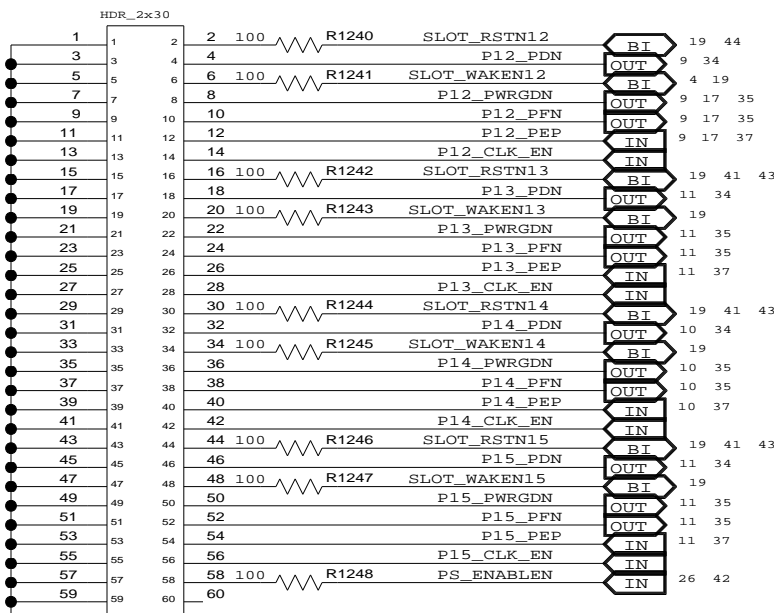 HDR_2x30
1 1 2 2 100 R1240 SLOT_RSTN12 BI 19 44
3 3 4 4 P12_PDN OUT 9 34
5 5 6 6 100 R1241 SLOT_WAKEN12 BI 4 19
7 7 8 8 P12_PWRGDN OUT 9 17 35
9 9 10 10 P12_PFN OUT 9 17 35
11 11 12 12 P12_PEP IN 9 17 37
13 13 14 14 P12_CLK_EN IN
15 15 16 16 100 R1242 SLOT_RSTN13 BI 19 41 43
17 17 18 18 P13_PDN OUT 11 34
19 19 20 20 100 R1243 SLOT_WAKEN13 BI 19
21 21 22 22 P13_PWRGDN OUT 11 35
23 23 24 24 P13_PFN OUT 11 35
25 25 26 26 P13_PEP IN 11 37
27 27 28 28 P13_CLK_EN IN
29 29 30 30 100 R1244 SLOT_RSTN14 BI 19 41 43
31 31 32 32 P14_PDN OUT 10 34
33 33 34 34 100 R1245 SLOT_WAKEN14 BI 19
35 35 36 36 P14_PWRGDN OUT 10 35
37 37 38 38 P14_PFN OUT 10 35
39 39 40 40 P14_PEP IN 10 37
41 41 42 42 P14_CLK_EN IN
43 43 44 44 100 R1246 SLOT_RSTN15 BI 19 41 43
45 45 46 46 P15_PDN OUT 11 34
47 47 48 48 100 R1247 SLOT_WAKEN15 BI 19
49 49 50 50 P15_PWRGDN OUT 11 35
51 51 52 52 P15_PFN OUT 11 35
53 53 54 54 P15_PEP IN 11 37
55 55 56 56 P15_CLK_EN IN
57 57 58 58 100 R1248 PS_ENABLEN IN 26 42
59 59 60 60